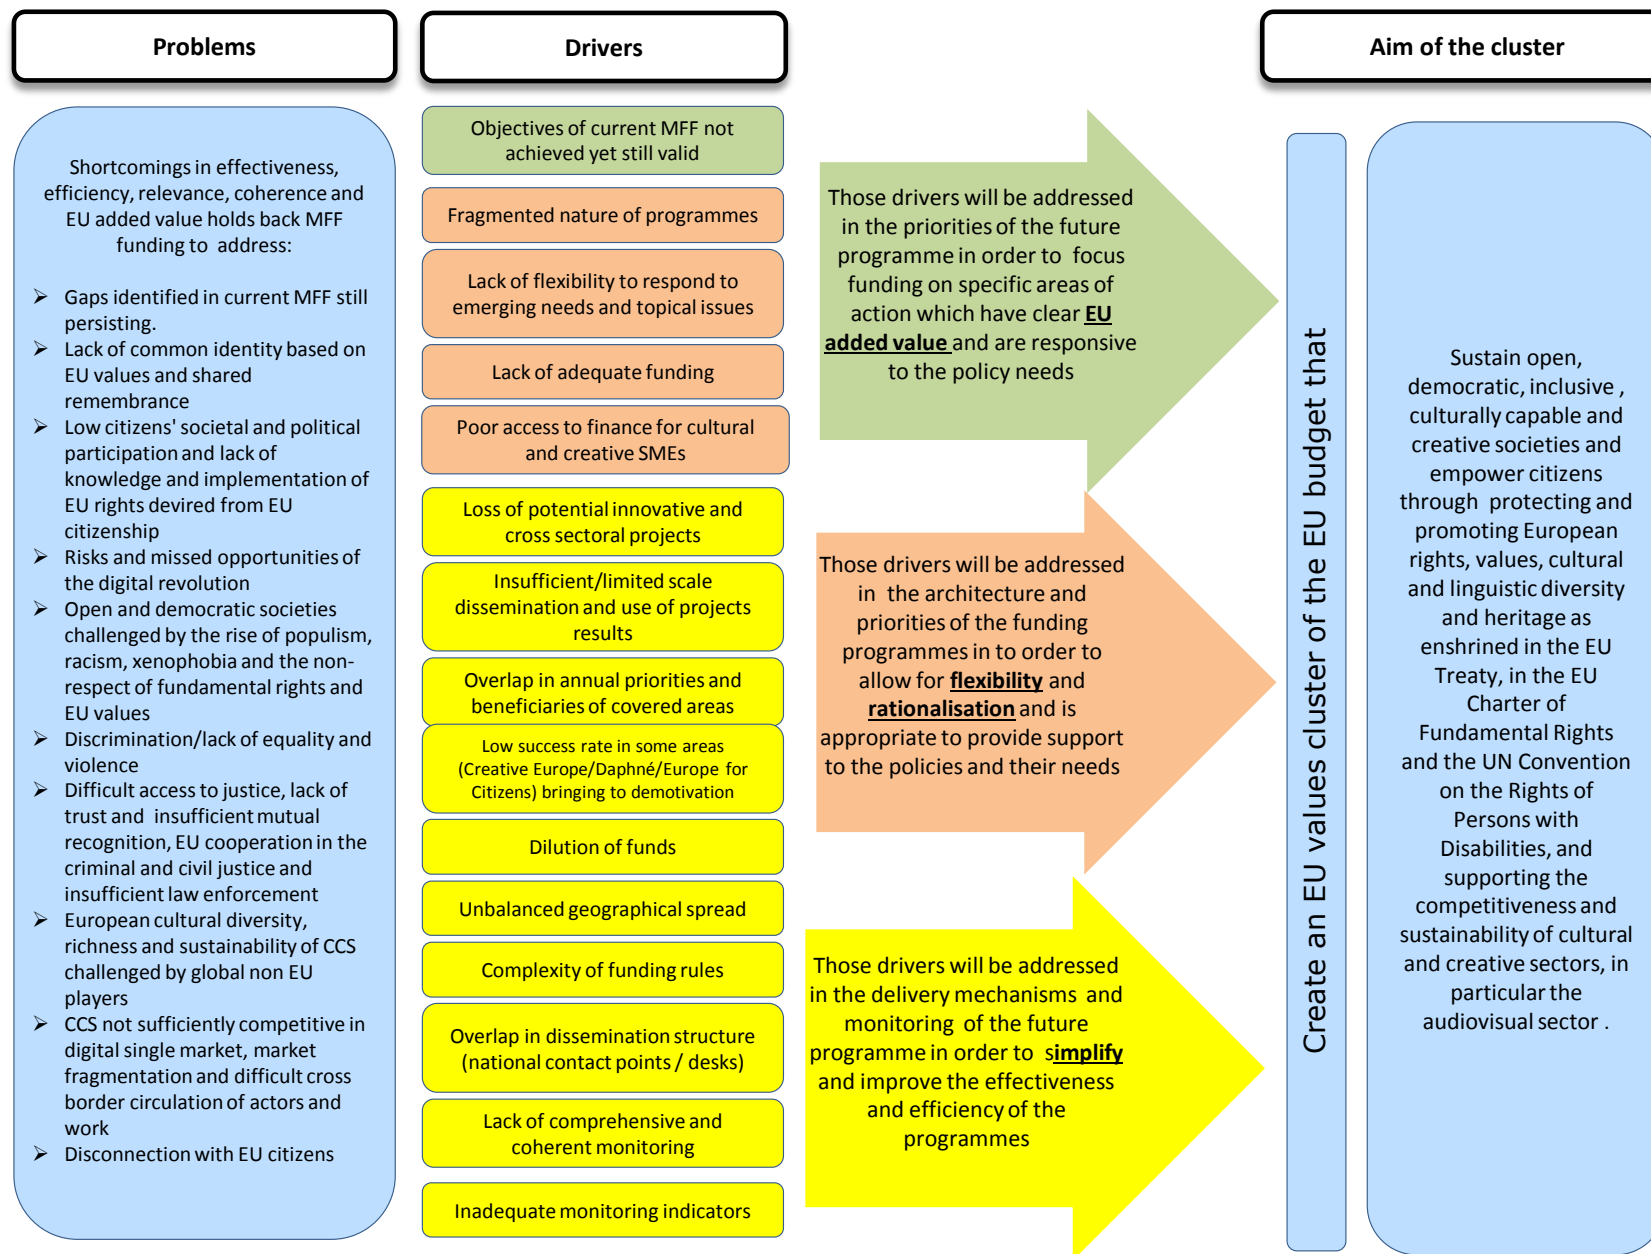 Problems
Drivers
Aim of the cluster
Shortcomings in effectiveness,
efficiency, relevance, coherence and
EU added value holds back MFF
funding to address:
➢ Gaps identified in current MFF still
persisting.
➢ Lack of common identity based on
EU values and shared
remembrance
➢ Low citizens' societal and political
participation and lack of
knowledge and implementation of
EU rights devired from EU
citizenship
➢ Risks and missed opportunities of
the digital revolution
➢ Open and democratic societies
challenged by the rise of populism,
racism, xenophobia and the non-
respect of fundamental rights and
EU values
➢ Discrimination/lack of equality and
violence
➢ Difficult access to justice, lack of
trust and insufficient mutual
recognition, EU cooperation in the
criminal and civil justice and
insufficient law enforcement
➢ European cultural diversity,
richness and sustainability of CCS
challenged by global non EU
players
➢ CCS not sufficiently competitive in
digital single market, market
fragmentation and difficult cross
border circulation of actors and
work
➢ Disconnection with EU citizens
Objectives of current MFF not
achieved yet still valid
Fragmented nature of programmes
Lack of flexibility to respond to
emerging needs and topical issues
Lack of adequate funding
Poor access to finance for cultural
and creative SMEs
Loss of potential innovative and
cross sectoral projects
Insufficient/limited scale
dissemination and use of projects
results
Overlap in annual priorities and
beneficiaries of covered areas
Low success rate in some areas
(Creative Europe/Daphné/Europe for
Citizens) bringing to demotivation
Dilution of funds
Unbalanced geographical spread
Complexity of funding rules
Overlap in dissemination structure
(national contact points / desks)
Lack of comprehensive and
coherent monitoring
Inadequate monitoring indicators
Those drivers will be addressed
in the priorities of the future
programme in order to focus
funding on specific areas of
action which have clear EU
added value and are responsive
to the policy needs
Those drivers will be addressed
in the architecture and
priorities of the funding
programmes in to order to
allow for flexibility and
rationalisation and is
appropriate to provide support
to the policies and their needs
Those drivers will be addressed
in the delivery mechanisms and
monitoring of the future
programme in order to simplify
and improve the effectiveness
and efficiency of the
programmes
Create an EU values cluster of the EU budget that
Sustain open,
democratic, inclusive ,
culturally capable and
creative societies and
empower citizens
through protecting and
promoting European
rights, values, cultural
and linguistic diversity
and heritage as
enshrined in the EU
Treaty, in the EU
Charter of
Fundamental Rights
and the UN Convention
on the Rights of
Persons with
Disabilities, and
supporting the
competitiveness and
sustainability of cultural
and creative sectors, in
particular the
audiovisual sector .